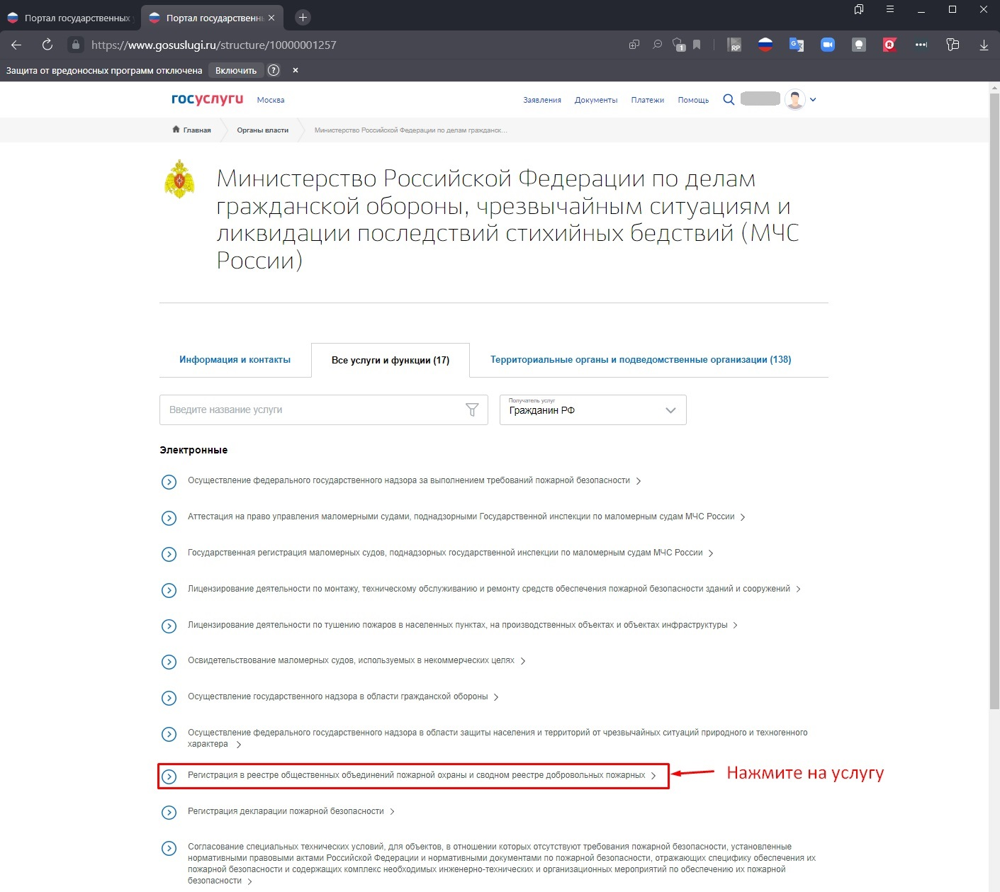 Портал государственных
Портал государственн
https://www.gosuslugi.ru/structure/10000001257
1
RP
Защита от вредоносных программ отключена
Включить
?
госуслуги
Москва
Заявления
Документы
Платежи
Помощь
Главная
Органы власти
Министерство Российской Федерации по делам гражданск...
Министерство Российской Федерации по делам
гражданской обороны, чрезвычайным ситуациям и
ликвидации последствий стихийных бедствий (МЧС
России)
Информация и контакты
Все услуги и функции (17)
Территориальные органы и подведомственные организации (138)
Введите название услуги
Получатель услуг
Гражданин РФ
Электронные
Осуществление федерального государственного надзора за выполнением требований пожарной безопасности
Аттестация на право управления маломерными судами, поднадзорными Государственной инспекции по маломерным судам МЧС России
Государственная регистрация маломерных судов, поднадзорных государственной инспекции по маломерным судам МЧС России
Лицензирование деятельности по монтажу, техническому обслуживанию и ремонту средств обеспечения пожарной безопасности зданий и сооружений
Лицензирование деятельности по тушению пожаров в населенных пунктах, на производственных объектах и объектах инфраструктуры
Освидетельствование маломерных судов, используемых в некоммерческих целях
Осуществление государственного надзора в области гражданской обороны
Осуществление федерального государственного надзора в области защиты населения и территорий от чрезвычайных ситуаций природного и техногенного
характера
Регистрация в реестре общественных объединений пожарной охраны и сводном реестре добровольных пожарных
Нажмите на услугу
Регистрация декларации пожарной безопасности
Согласование специальных технических условий, для объектов, в отношении которых отсутствуют требования пожарной безопасности, установленные
нормативными правовыми актами Российской Федерации и нормативными документами по пожарной безопасности, отражающих специфику обеспечения их
пожарной безопасности и содержащих комплекс необходимых инженерно-технических и организационных мероприятий по обеспечению их пожарной
безопасности